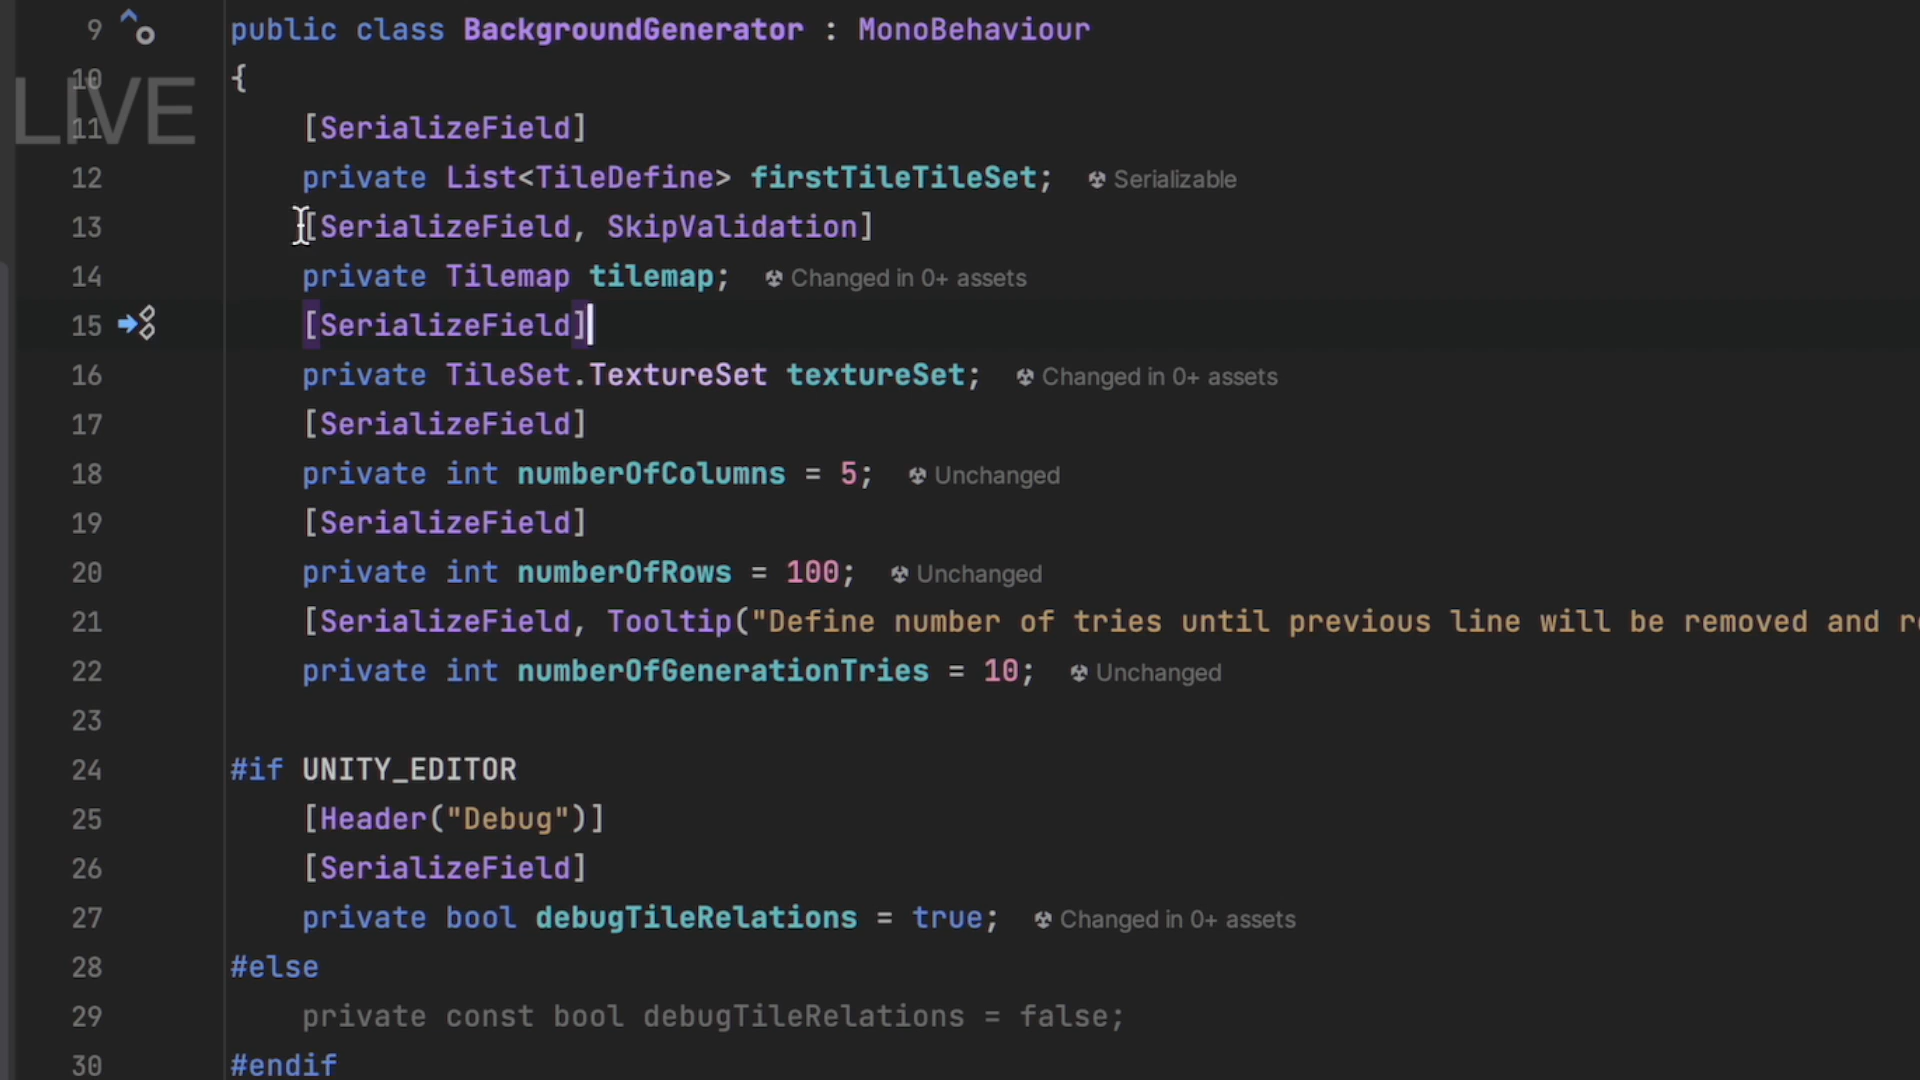 9 public class BackgroundGenerator : MonoBehaviour
10 {
LIVE
11 [SerializeField]
12 private List<TileDefine> firstTileTileSet; Serializable
13 [SerializeField, SkipValidation]
14 private Tilemap tilemap; Changed in 0+ assets
15 [SerializeField]
16 private TileSet.TextureSet textureSet; Changed in 0+ assets
17 [SerializeField]
18 private int numberOfColumns = 5; Unchanged
19 [SerializeField]
20 private int numberOfRows = 100; Unchanged
21 [SerializeField, Tooltip("Define number of tries until previous line will be removed and
22 private int numberOfGenerationTries = 10; Unchanged
23
24 #if UNITY_EDITOR
25 [Header("Debug")]
26 [SerializeField]
27 private bool debugTileRelations = true; Changed in 0+ assets
28 #else
29 private const bool debugTileRelations = false;
30 #endif